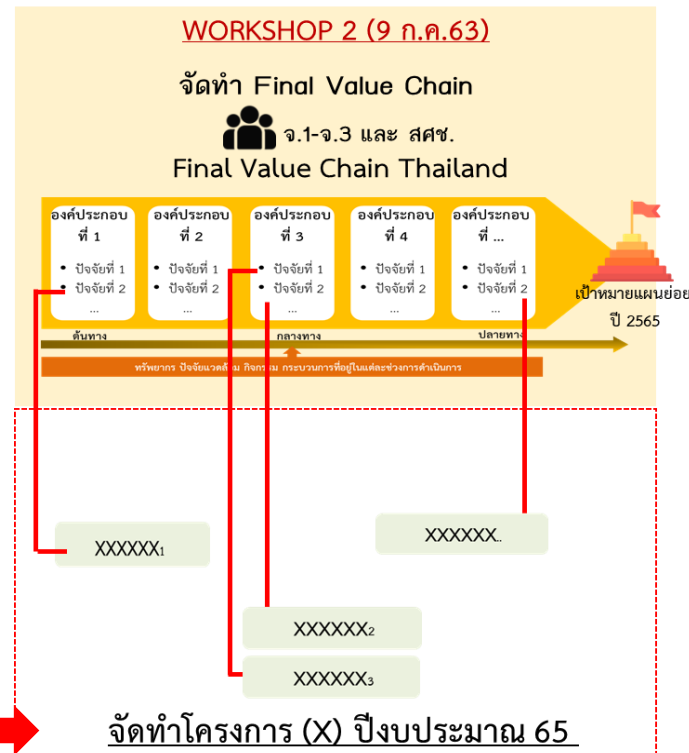 WORKSHOP 2 (9 ก.ค.63)
จัดทำ Final Value Chain
จ.1-จ.3 และ สศช.
Final Value Chain Thailand
องค์ประกอบ
ที่ 1
• ปัจจัยที่ 1
• ปัจจัยที่ 2
...
องค์ประกอบ
ที่ 2
• ปัจจัยที่ 1
• ปัจจัยที่ 2
...
องค์ประกอบ
ที่ 3
• ปัจจัยที่ 1
• ปัจจัยที่ 2
...
องค์ประกอบ
ที่ 4
• ปัจจัยที่ 1
• ปัจจัยที่ 2
...
องค์ประกอบ
ที่ ...
• ปัจจัยที่ 1
• ปัจจัยที่ 2
...
เป้าหมายแผนย่อย
ปี 2565
ต้นทาง
กลางทาง
ปลายทาง
ทรัพยากร ปัจจัยแวดล้อม กิจกรรม กระบวนการที่อยู่ในแต่ละช่วงการดำเนินการ
XXXXXX1
XXXXXX..
XXXXXX2
XXXXXX3
จัดทำโครงการ (X) ปีงบประมาณ 65